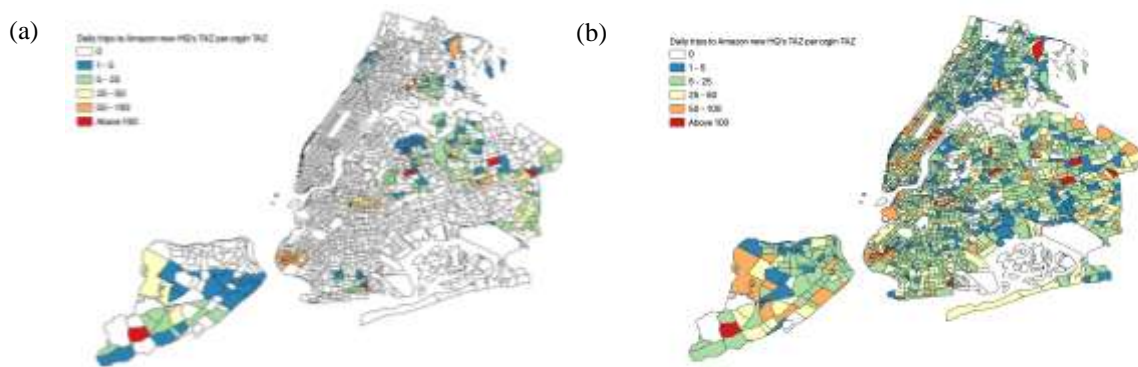 (a)
Daily trips to Amazon new HQ's TAZ per orgin TAZ
0
1 - 5
5 - 25
25 - 50
50 - 100
Above 100
(b)
Daily trips to Amazon new HQ's TAZ per orgin TAZ
0
1 - 5
5 - 25
25 - 50
50 - 100
Above 100